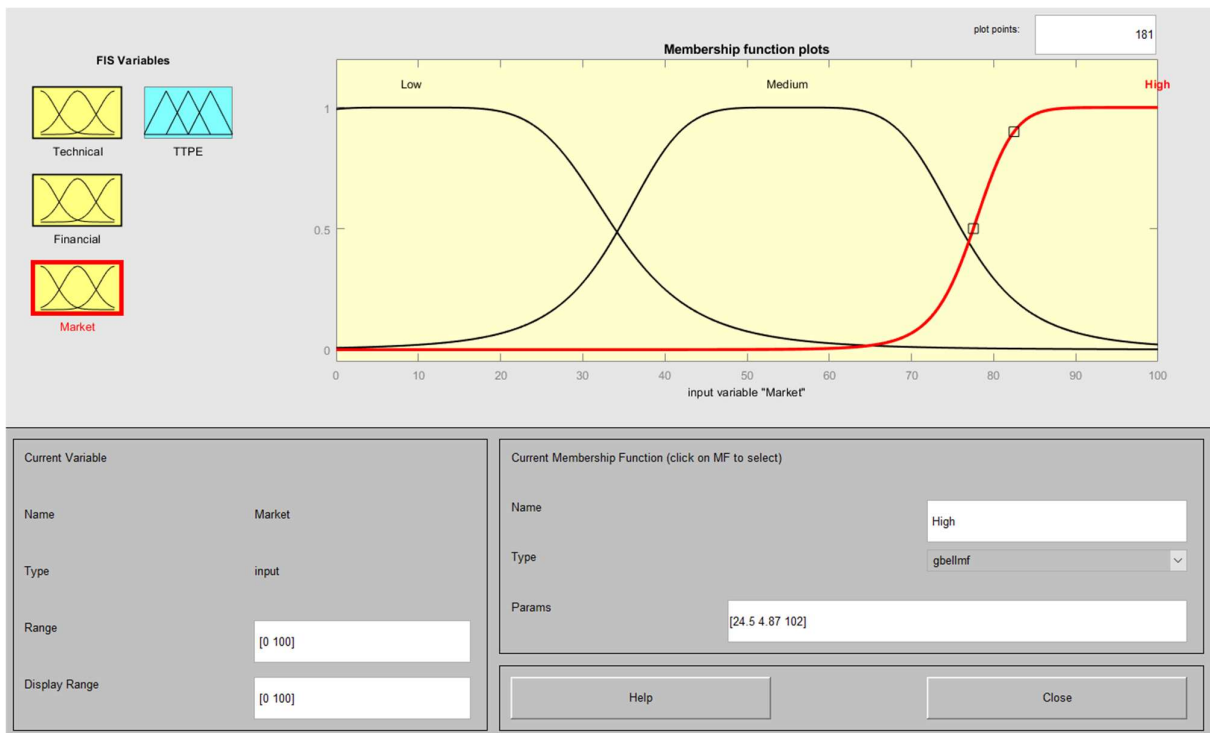 plot points:
181
FIS Variables
Membership function plots
Low
Medium
High
Technical
TTPE
Financial
Market
1
0.5
0
0 10 20 30 40 50 60 70 80 90 100
input variable "Market"
Current Variable
Name Market
Type input
Range [0 100]
Display Range [0 100]
Current Membership Function (click on MF to select)
Name High
Type gbellmf
Params [24.5 4.87 102]
Help
Close